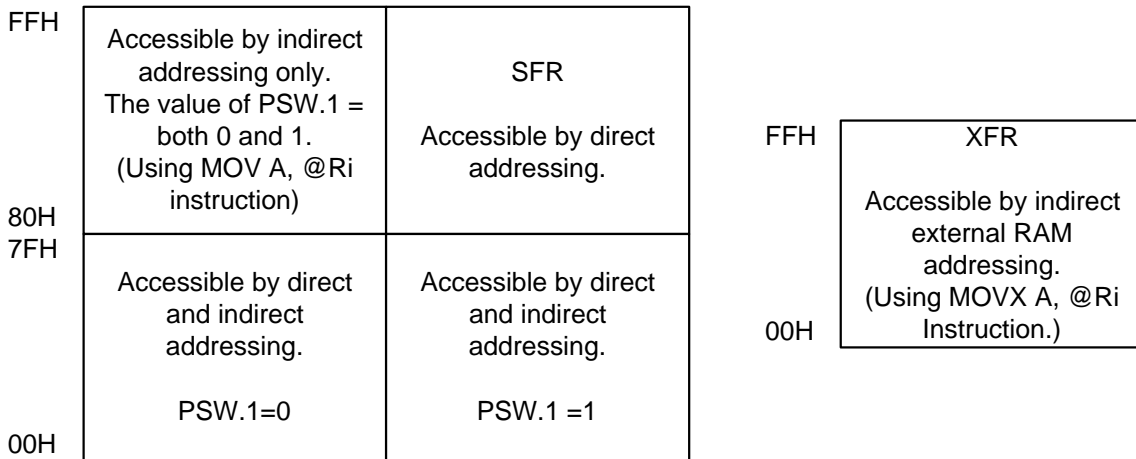 FFH
Accessible by indirect
addressing only.
The value of PSW.1 =
both 0 and 1.
(Using MOV A, @Ri
instruction)
80H
SFR
Accessible by direct
addressing.
7FH
Accessible by direct
and indirect
addressing.
PSW.1=0
00H
Accessible by direct
and indirect
addressing.
PSW.1 =1
FFH
XFR
Accessible by indirect
external RAM
addressing.
(Using MOVX A, @Ri
Instruction.)
00H